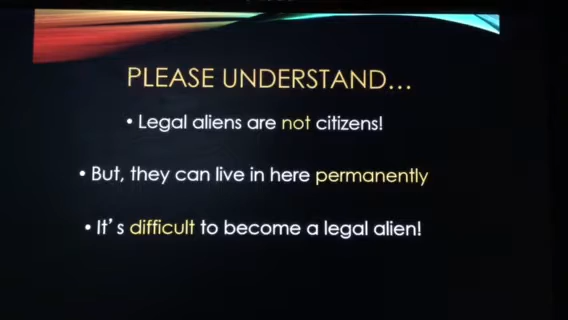 PLEASE UNDERSTAND...
• Legal aliens are not citizens!
• But, they can live in here permanently
• It's difficult to become a legal alien!